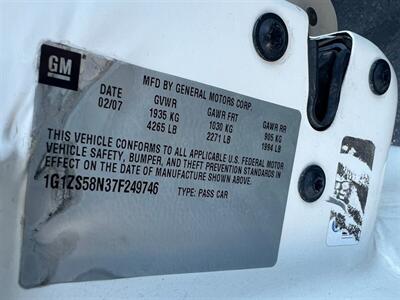 GM
MFD BY GENERAL MOTORS CORP
DATE GVWR GAWR FRT GAWR RR
02/07 1935 KG 1030 KG 905 KG
4265 LB 2271 LB 1994 LB
THIS VEHICLE CONFORMS TO ALL APPLICABLE U.S. FEDERAL MOTOR
VEHICLE SAFETY, BUMPER, AND THEFT PREVENTION STANDARDS IN
EFFECT ON THE DATE OF MANUFACTURE SHOWN ABOVE.
1G1ZS58N37F249746 TYPE: PASS CAR